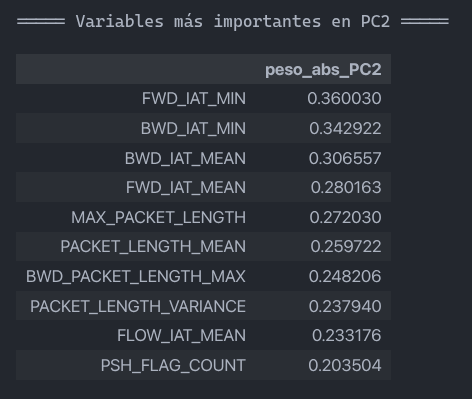 ═════ Variables más importantes en PC2 ═════
peso_abs_PC2
FWD_IAT_MIN 0.360030
BWD_IAT_MIN 0.342922
BWD_IAT_MEAN 0.306557
FWD_IAT_MEAN 0.280163
MAX_PACKET_LENGTH 0.272030
PACKET_LENGTH_MEAN 0.259722
BWD_PACKET_LENGTH_MAX 0.248206
PACKET_LENGTH_VARIANCE 0.237940
FLOW_IAT_MEAN 0.233176
PSH_FLAG_COUNT 0.203504